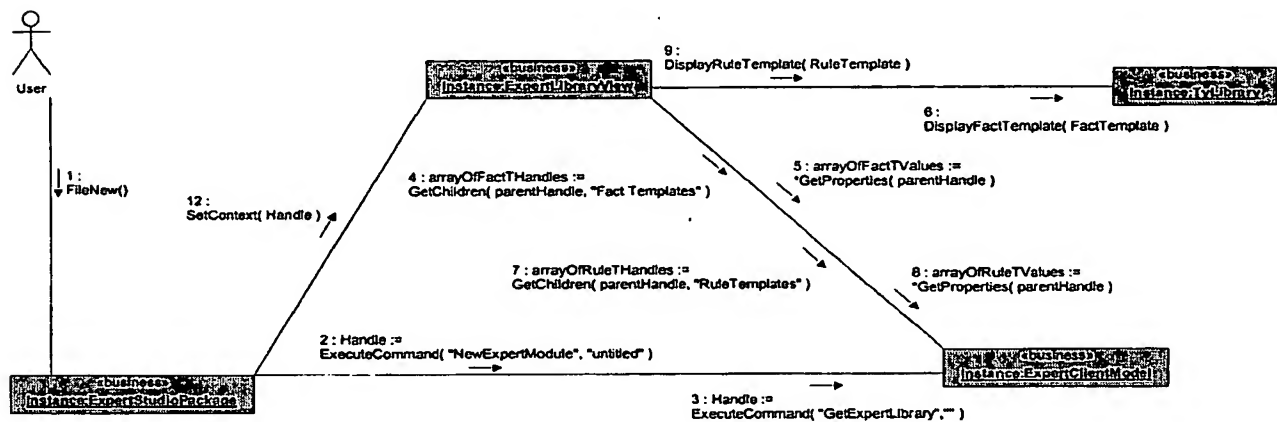 User
1 :
FileNew()
«business»
Instance:ExpertLibraryView
9 :
DisplayRuleTemplate( RuleTemplate )
«business»
Instance:TyLibrary
6 :
DisplayFactTemplate( FactTemplate )
4 : arrayOfFactTHandles :=
GetChildren( parentHandle, "Fact Templates" )
5 : arrayOfFactTValues :=
*GetProperties( parentHandle )
12 :
SetContext( Handle )
7 : arrayOfRuleTHandles :=
GetChildren( parentHandle, "RuleTemplates" )
8 : arrayOfRuleTValues :=
*GetProperties( parentHandle )
2 : Handle :=
ExecuteCommand( "NewExpertModule", "untitled" )
«business»
Instance:ExpertStudioPackage
«business»
Instance:ExpertClientModel
3 : Handle :=
ExecuteCommand( "GetExpertLibrary","" )